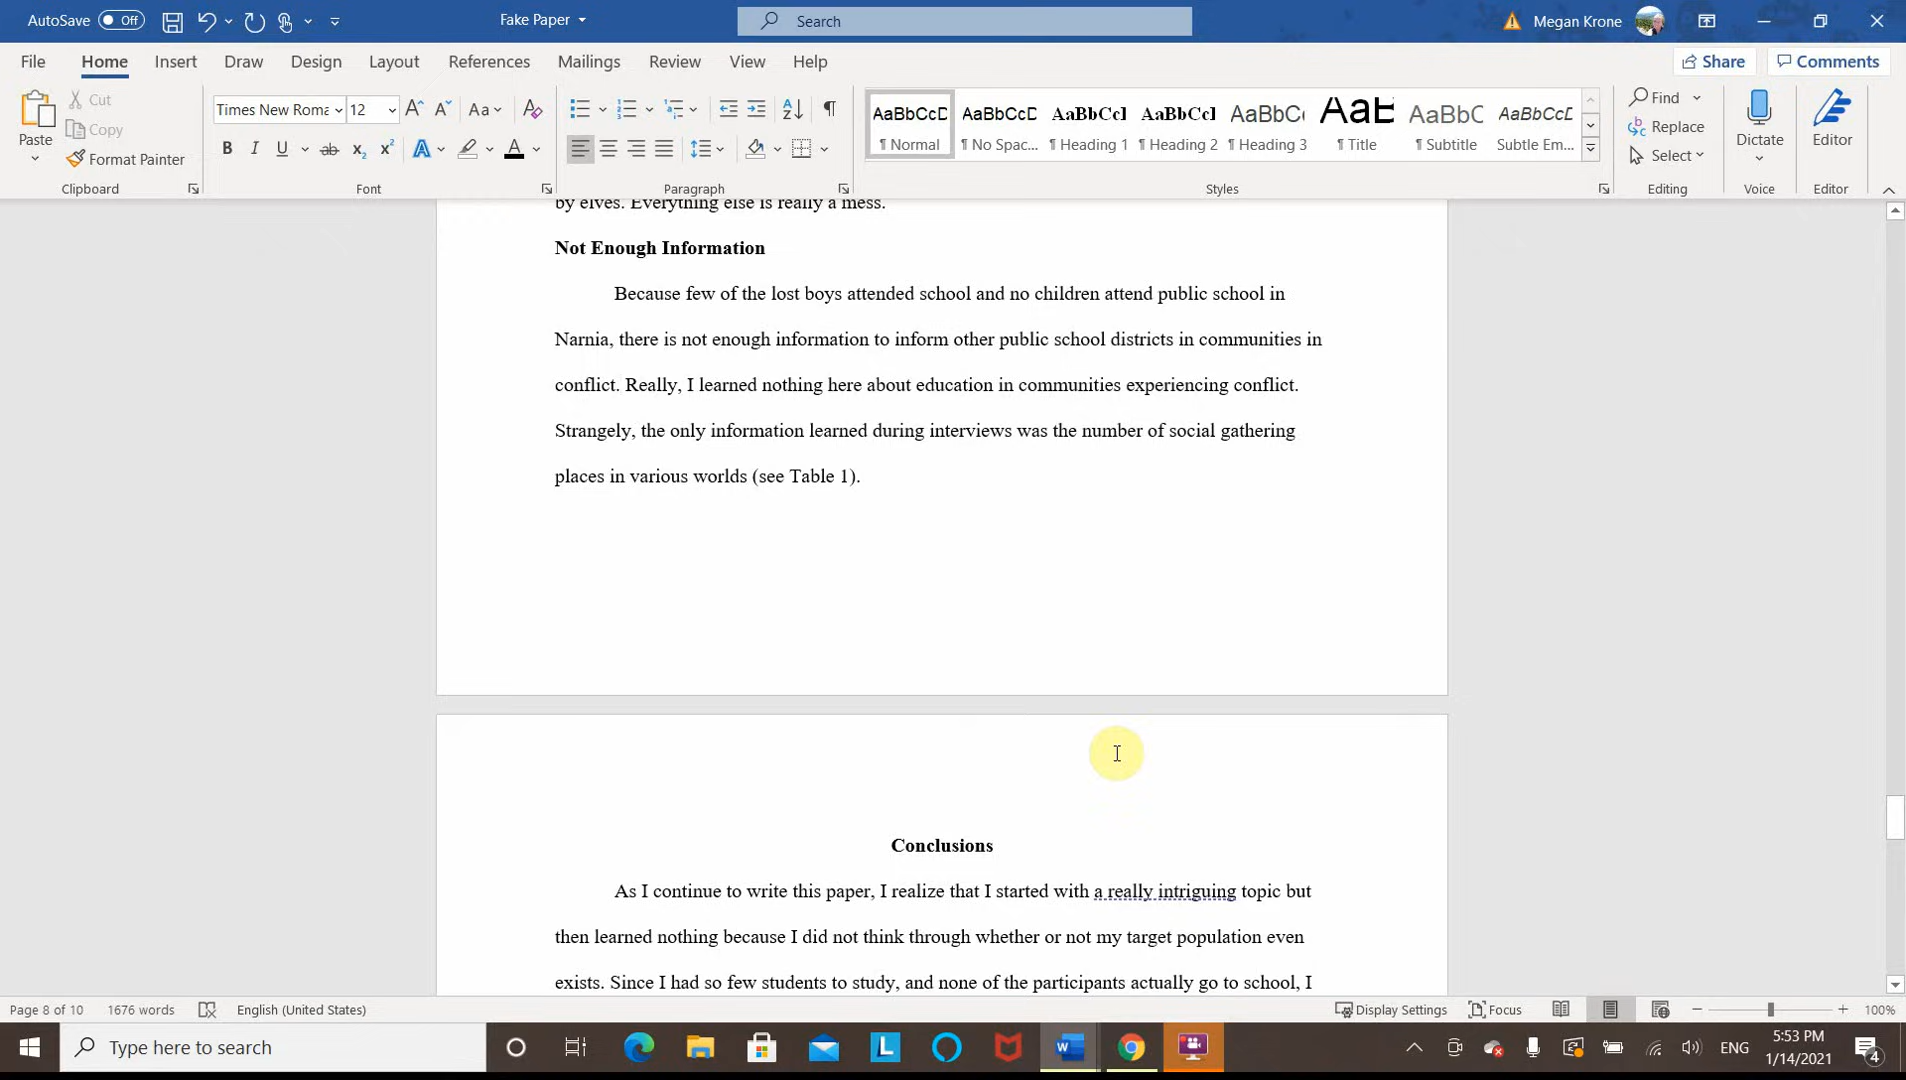 AutoSave Off Fake Paper Search Megan Krone
File Home Insert Draw Design Layout References Mailings Review View Help Share Comments
Paste Cut Copy Format Painter Clipboard
Times New Roma 12 Aa
B I U ab x₂ x² A A Font
Paragraph
AaBbCcD AaBbCcD AaBbCcI AaBbCcI AaBbC AaB AaBbC AaBbCcD
¶ Normal ¶ No Spac... ¶ Heading 1 ¶ Heading 2 ¶ Heading 3 ¶ Title ¶ Subtitle Subtle Em...
Styles
Find
Replace
Select
Editing
Dictate Voice
Editor Editor
by elves. Everything else is really a mess.
Not Enough Information
Because few of the lost boys attended school and no children attend public school in
Narnia, there is not enough information to inform other public school districts in communities in
conflict. Really, I learned nothing here about education in communities experiencing conflict.
Strangely, the only information learned during interviews was the number of social gathering
places in various worlds (see Table 1).
Conclusions
As I continue to write this paper, I realize that I started with a really intriguing topic but
then learned nothing because I did not think through whether or not my target population even
exists. Since I had so few students to study, and none of the participants actually go to school, I
Page 8 of 10 1676 words English (United States) Display Settings Focus 100%
Type here to search ENG 5:53 PM
1/14/2021 4